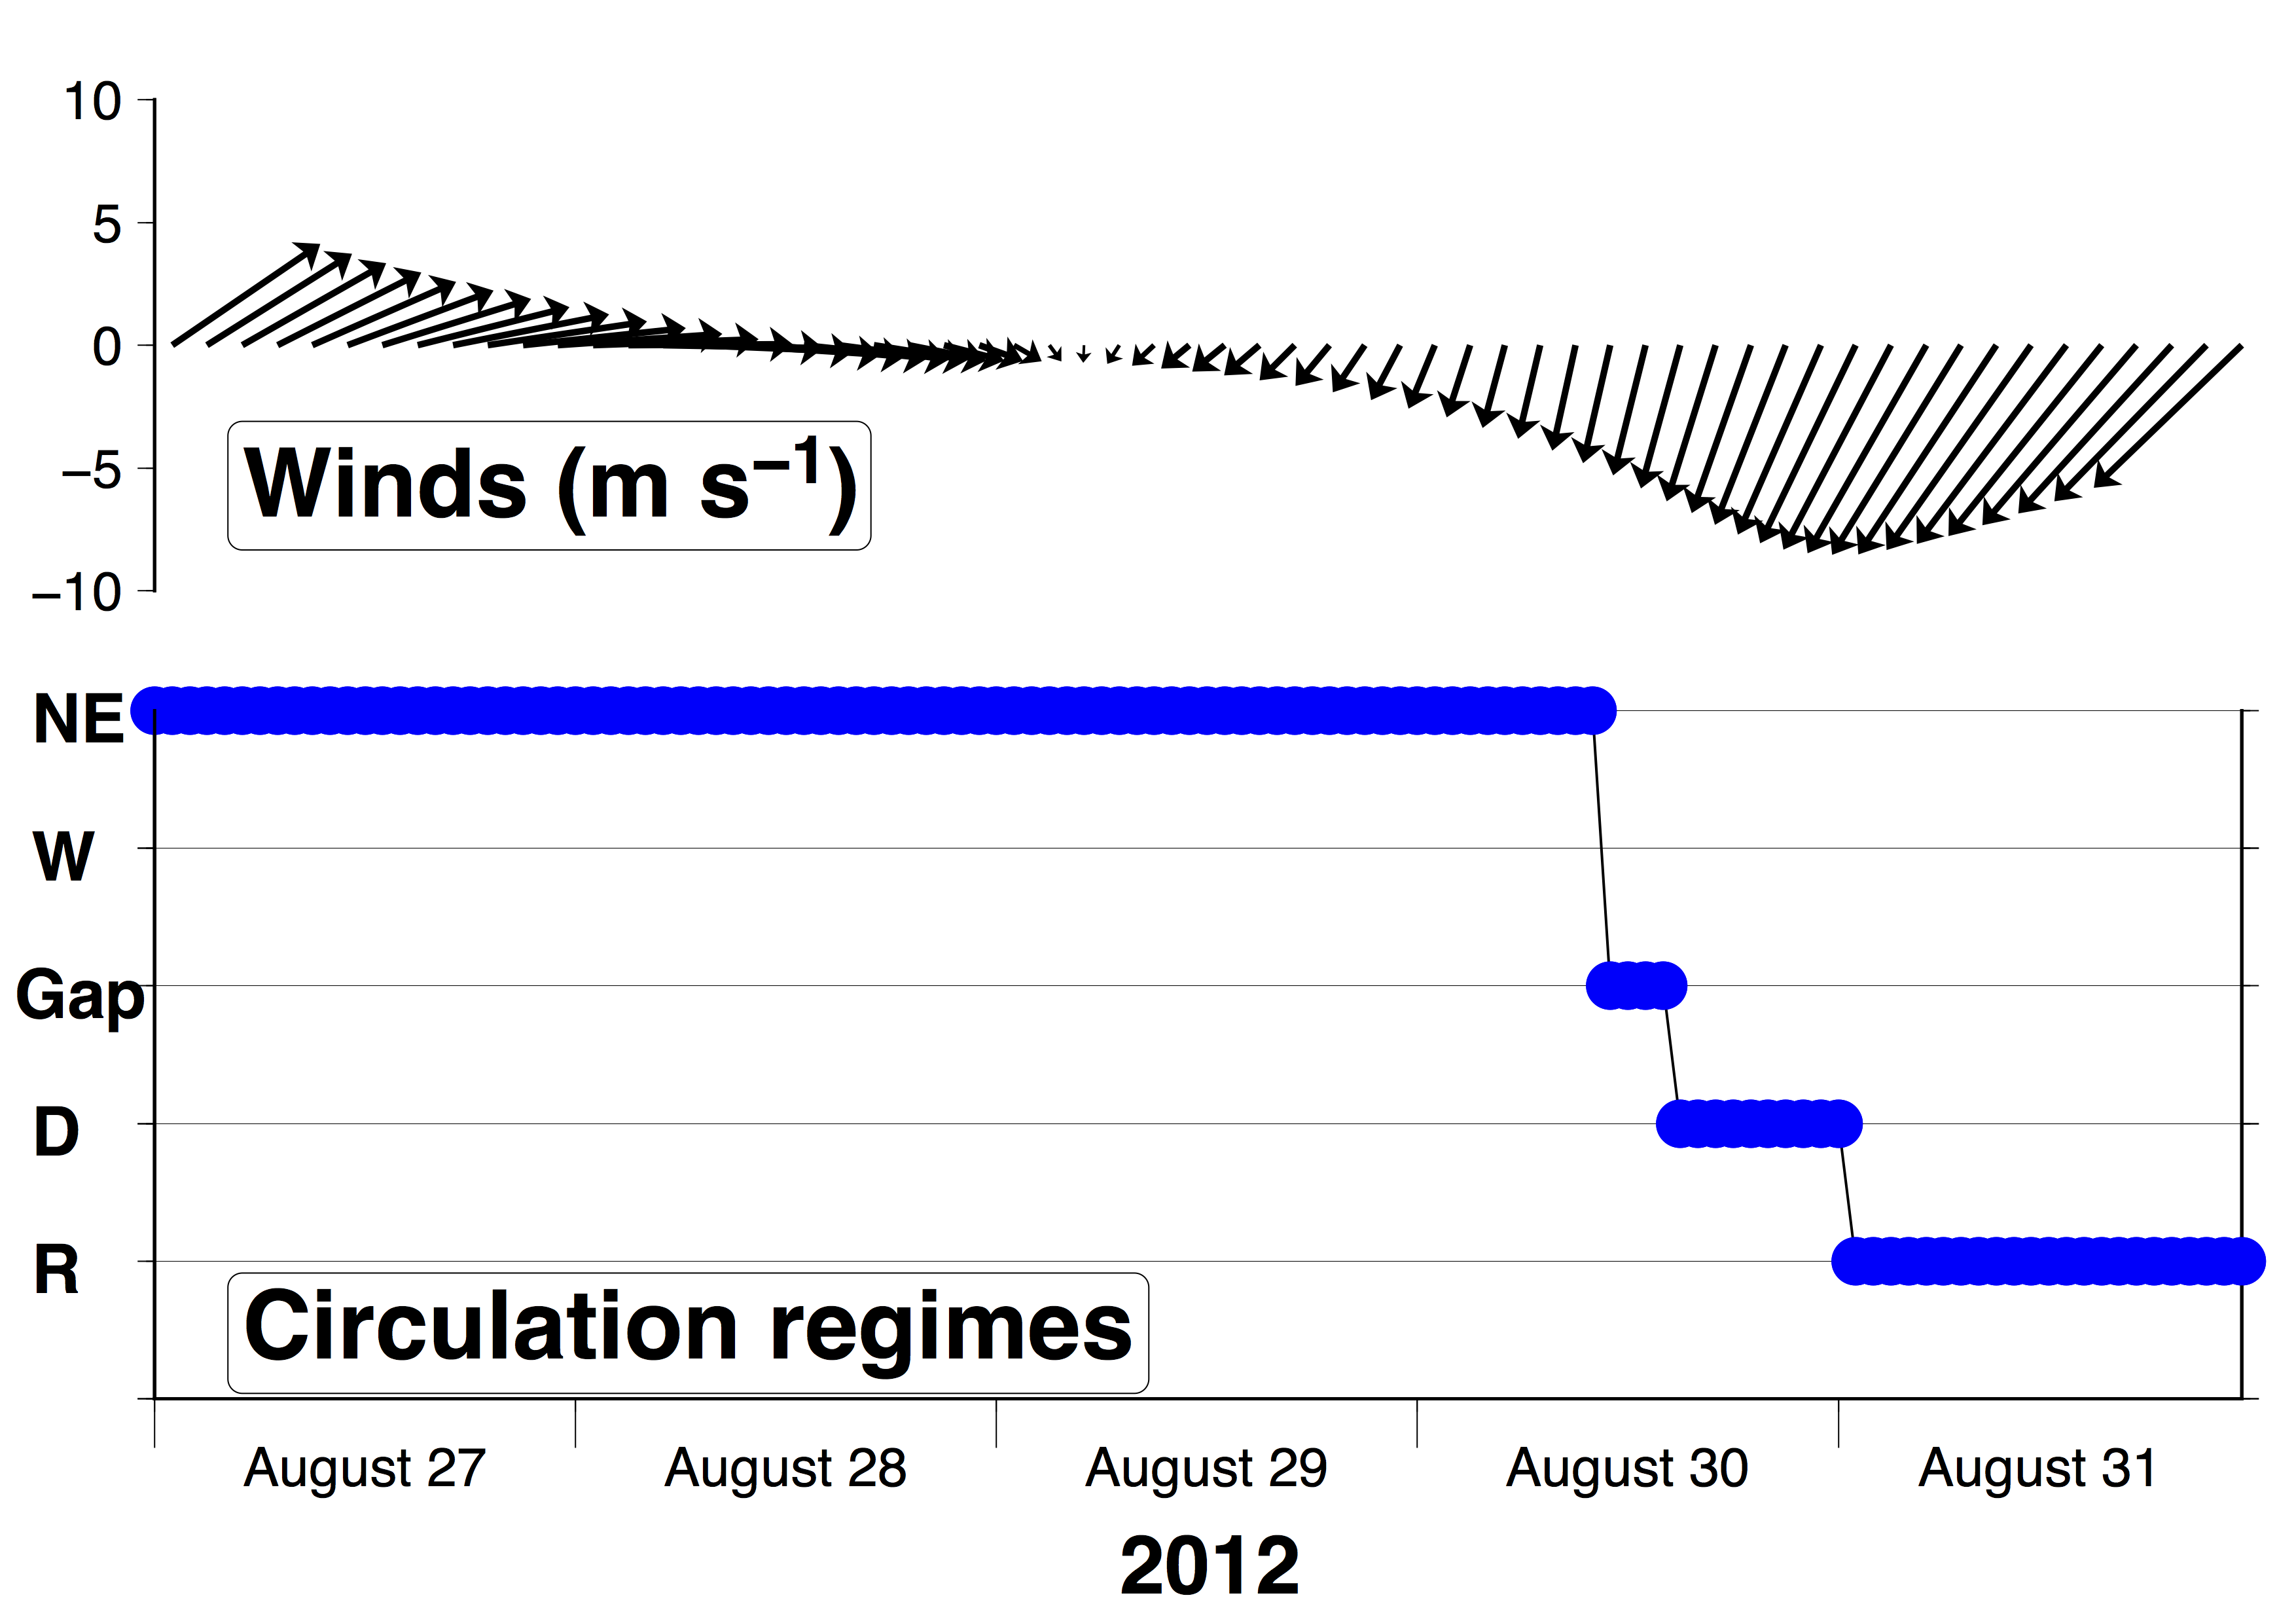 10
5
0
−5
−10
Winds (m s⁻¹)
NE
W
Gap
D
R
Circulation regimes
August 27 August 28 August 29 August 30 August 31
2012